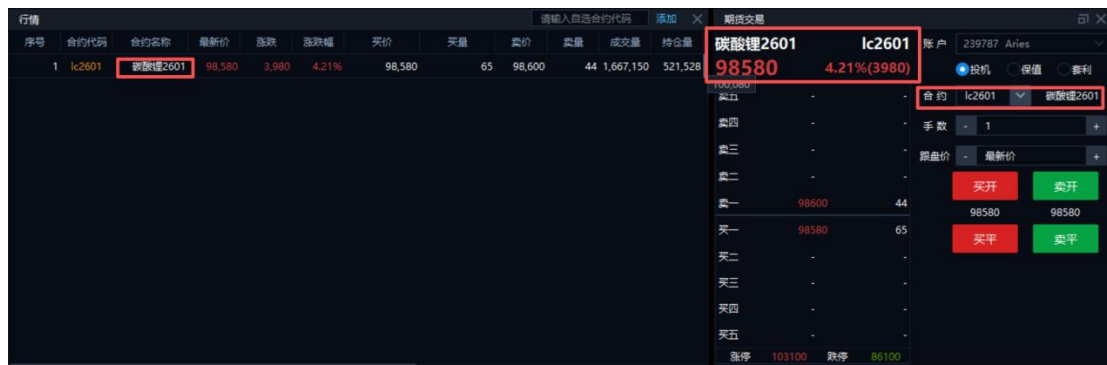 行情 请输入自选合约代码 添加
序号 合约代码 合约名称 最新价 涨跌 涨跌幅 买价 买量 卖价 卖量 成交量 持仓量
1 lc2601 碳酸锂2601 98,580 3,980 4.21% 98,580 65 98,600 44 1,667,150 521,528
期货交易
碳酸锂2601 lc2601
98580 4.21%(3980)
100,080
卖五 - -
卖四 - -
卖三 - -
卖二 - -
卖一 98600 44
买一 98580 65
买二 - -
买三 - -
买四 - -
买五 - -
涨停 103100 跌停 86100
账户 239787 Aries
投机 保值 套利
合约 lc2601 碳酸锂2601
手数 - 1 +
跟盘价 - 最新价 +
买开 卖开
98580 98580
买平 卖平